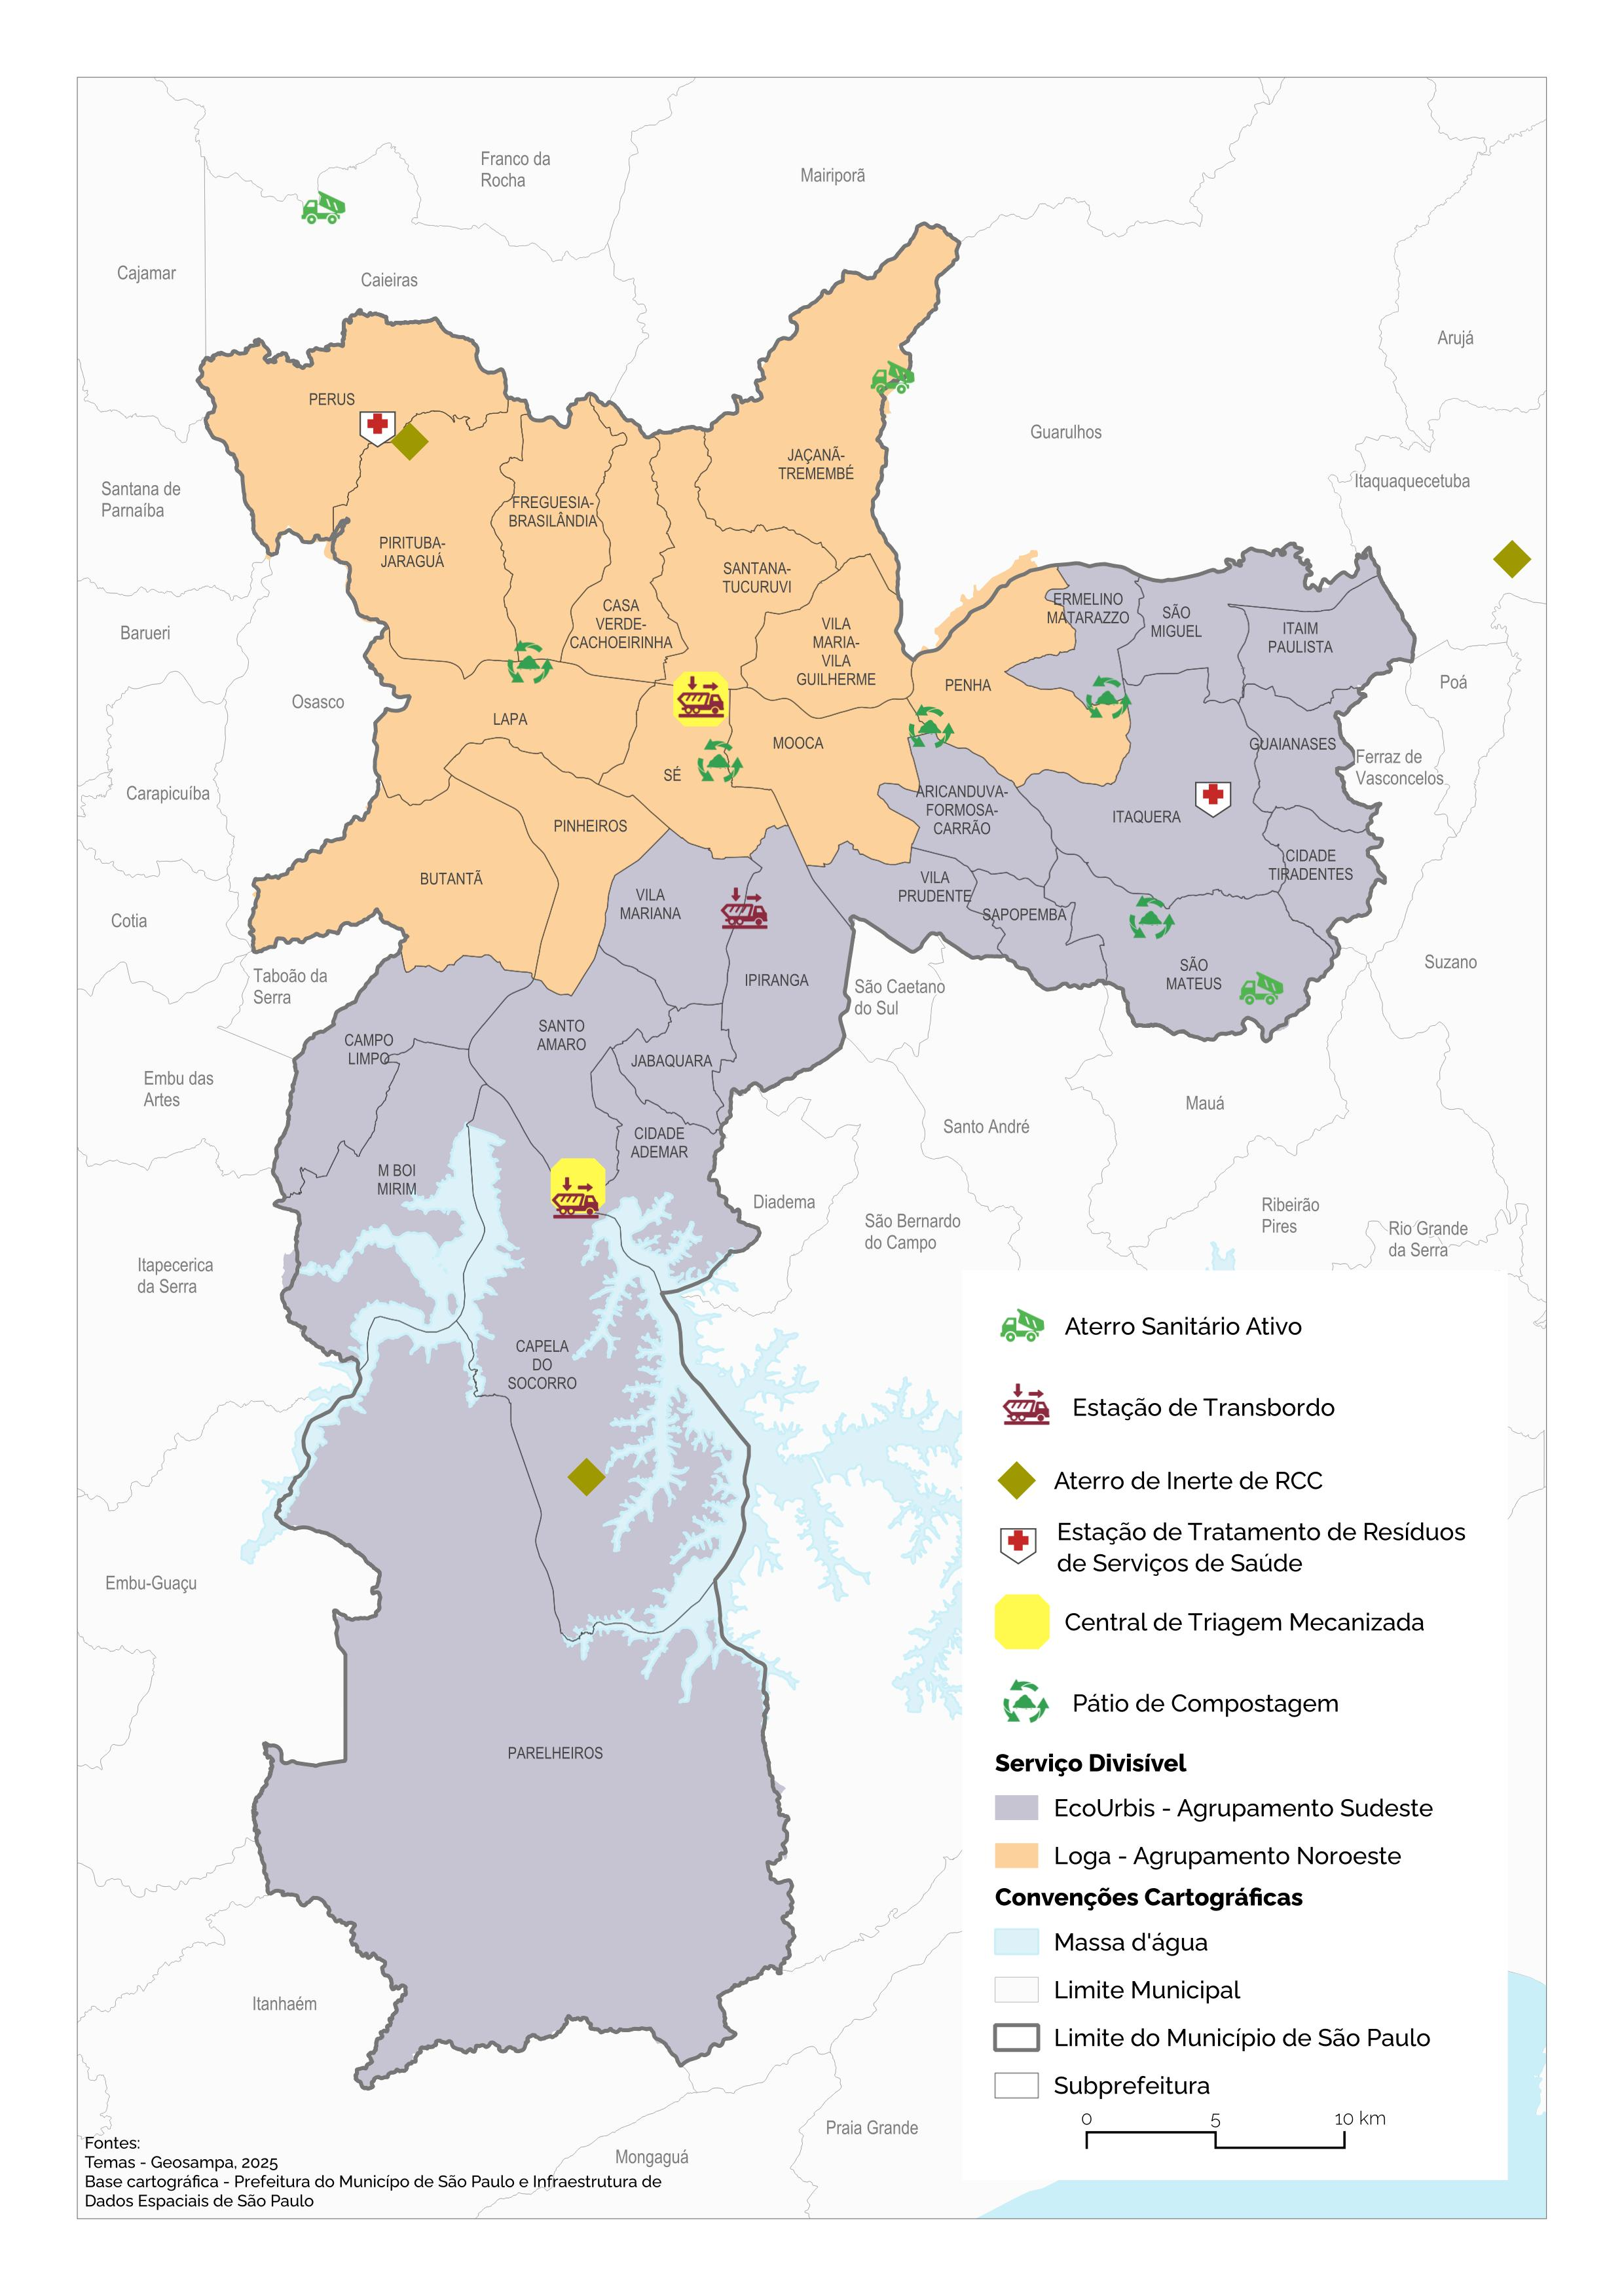 Franco da
Rocha
Mairiporã
Cajamar
Caieiras
Arujá
PERUS
Guarulhos
JAÇANÃ-
TREMEMBÉ
Itaquaquecetuba
Santana de
Parnaíba
FREGUESIA-
BRASILÂNDIA
PIRITUBA-
JARAGUÁ
SANTANA-
TUCURUVI
ERMELINO
MATARAZZO
SÃO
MIGUEL
ITAIM
PAULISTA
CASA
VERDE-
CACHOEIRINHA
VILA
MARIA-
VILA
GUILHERME
Barueri
PENHA
Poá
Osasco
LAPA
MOOCA
GUAIANASES
Ferraz de
Vasconcelos
SÉ
Carapicuíba
ARICANDUVA-
FORMOSA-
CARRÃO
ITAQUERA
PINHEIROS
CIDADE
TIRADENTES
BUTANTÃ
VILA
PRUDENTE
VILA
MARIANA
SAPOPEMBA
Cotia
Suzano
SÃO
MATEUS
Taboão da
Serra
IPIRANGA
São Caetano
do Sul
SANTO
AMARO
CAMPO
LIMPO
JABAQUARA
Embu das
Artes
Mauá
Santo André
CIDADE
ADEMAR
M BOI
MIRIM
Diadema
São Bernardo
do Campo
Ribeirão
Pires
Rio Grande
da Serra
Itapecerica
da Serra
CAPELA
DO
SOCORRO
Embu-Guaçu
PARELHEIROS
Itanhaém
Praia Grande
Mongaguá
Aterro Sanitário Ativo
Estação de Transbordo
Aterro de Inerte de RCC
Estação de Tratamento de Resíduos
de Serviços de Saúde
Central de Triagem Mecanizada
Pátio de Compostagem
Serviço Divisível
EcoUrbis - Agrupamento Sudeste
Loga - Agrupamento Noroeste
Convenções Cartográficas
Massa d'água
Limite Municipal
Limite do Município de São Paulo
Subprefeitura
0 5 10 km
Fontes:
Temas - Geosampa, 2025
Base cartográfica - Prefeitura do Municípo de São Paulo e Infraestrutura de
Dados Espaciais de São Paulo